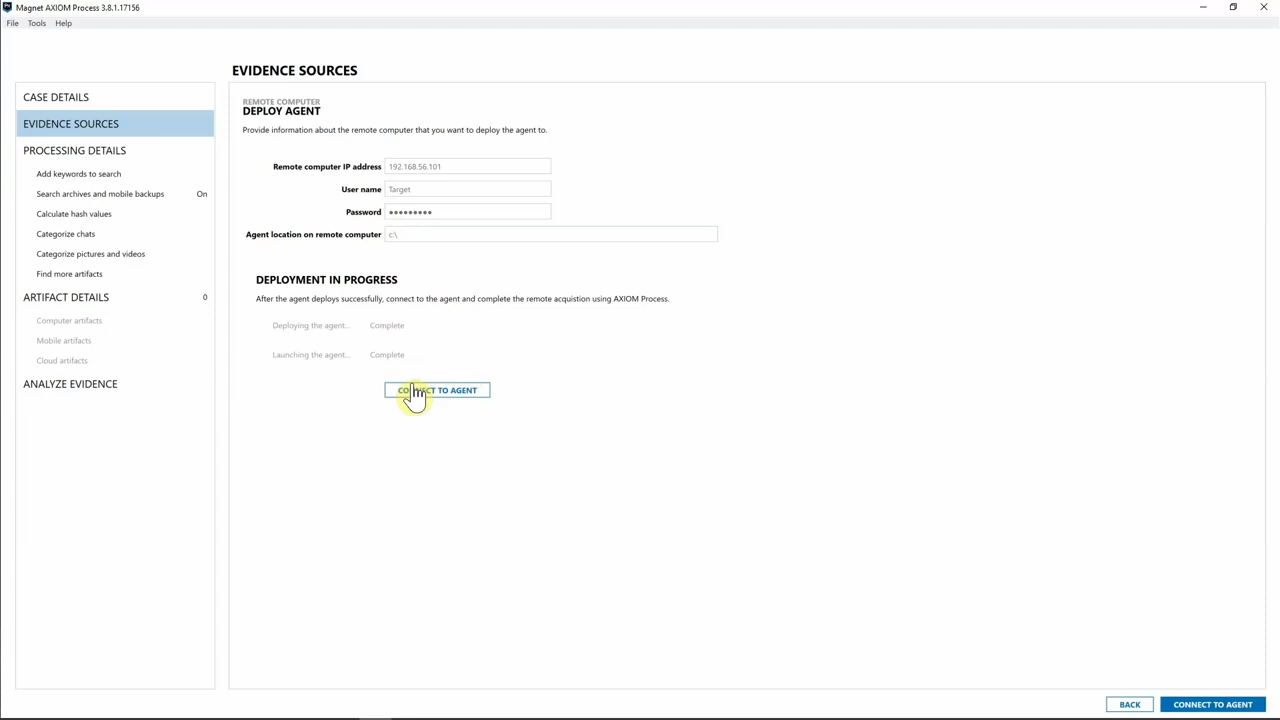 Magnet AXIOM Process 3.8.1.17156
File Tools Help
EVIDENCE SOURCES
CASE DETAILS
EVIDENCE SOURCES
PROCESSING DETAILS
Add keywords to search
Search archives and mobile backups On
Calculate hash values
Categorize chats
Categorize pictures and videos
Find more artifacts
ARTIFACT DETAILS 0
Computer artifacts
Mobile artifacts
Cloud artifacts
ANALYZE EVIDENCE
REMOTE COMPUTER
DEPLOY AGENT
Provide information about the remote computer that you want to deploy the agent to.
Remote computer IP address 192.168.56.101
User name Target
Password •••••••••
Agent location on remote computer c:\
DEPLOYMENT IN PROGRESS
After the agent deploys successfully, connect to the agent and complete the remote acquistion using AXIOM Process.
Deploying the agent... Complete
Launching the agent... Complete
CONNECT TO AGENT
BACK CONNECT TO AGENT